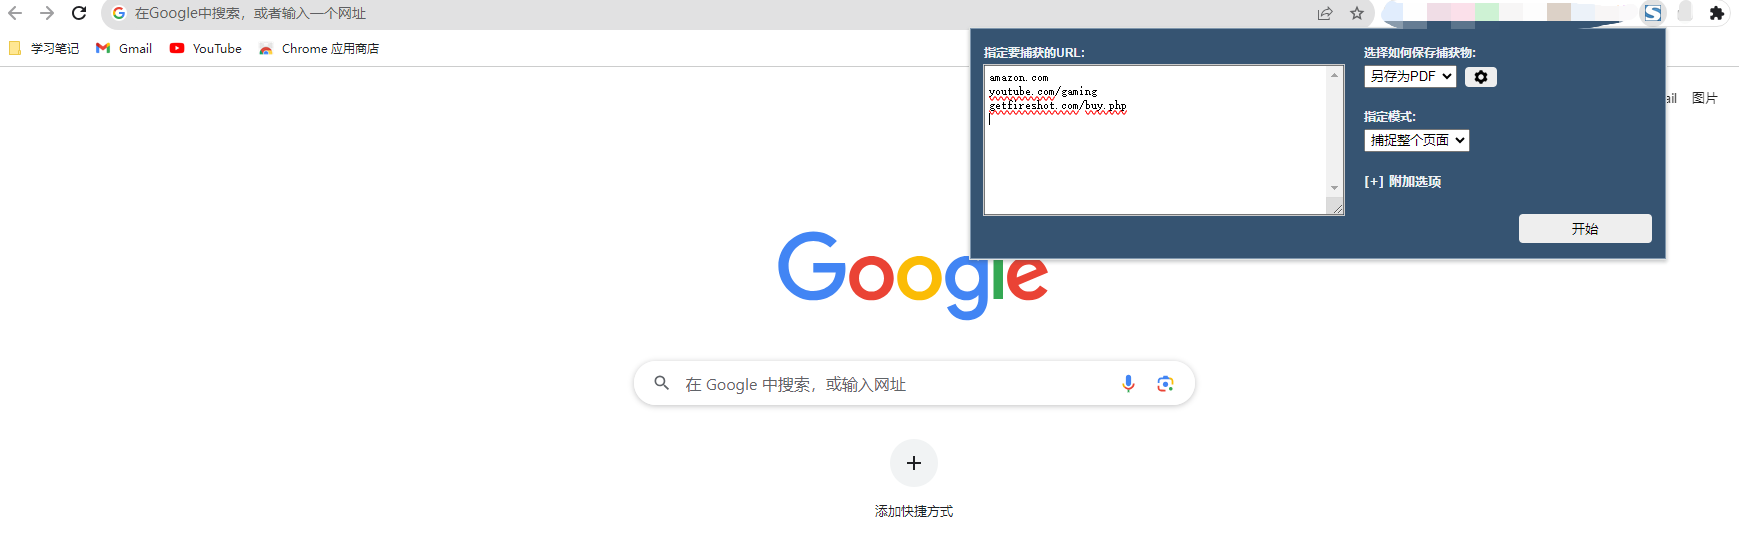 在Google中搜索，或者输入一个网址
学习笔记 Gmail YouTube Chrome 应用商店
指定要捕获的URL:
amazon.com
youtube.com/gaming
getfireshot.com/buy.php
选择如何保存捕获物:
另存为PDF
指定模式:
捕捉整个页面
[+] 附加选项
开始
ail 图片
Google
在 Google 中搜索，或输入网址
添加快捷方式